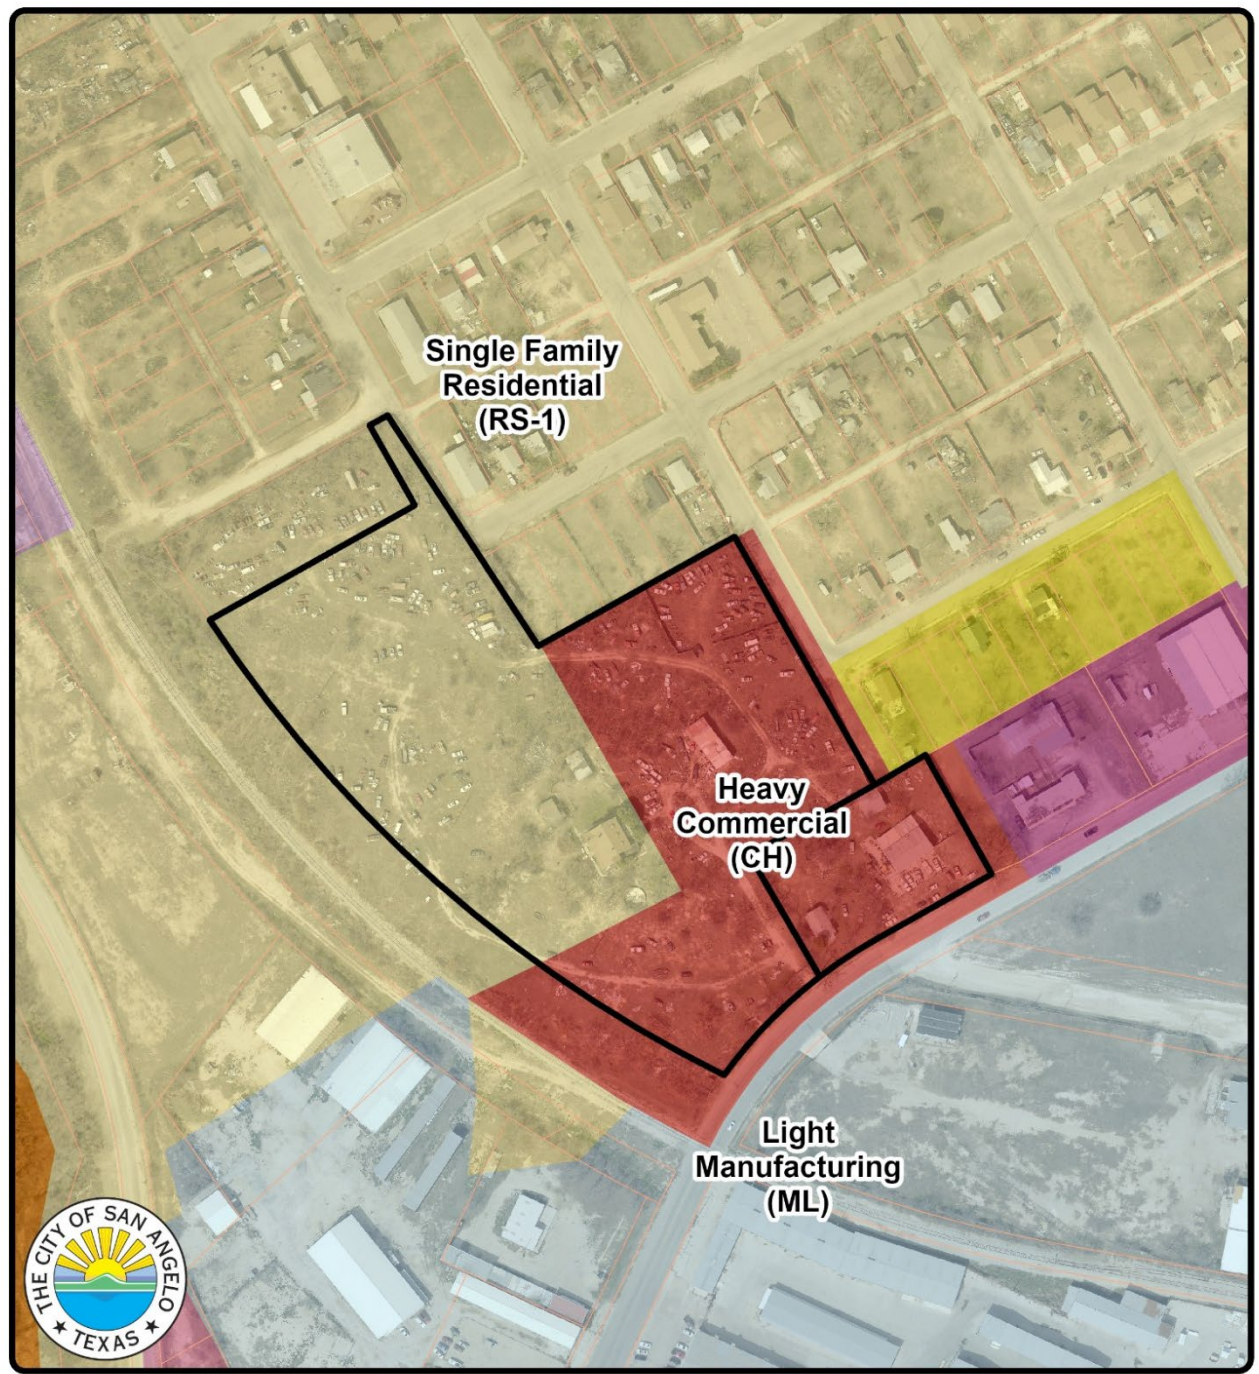 Single Family
Residential
(RS-1)
Heavy
Commercial
(CH)
Light
Manufacturing
(ML)
THE CITY OF SAN ANGELO
★ TEXAS ★